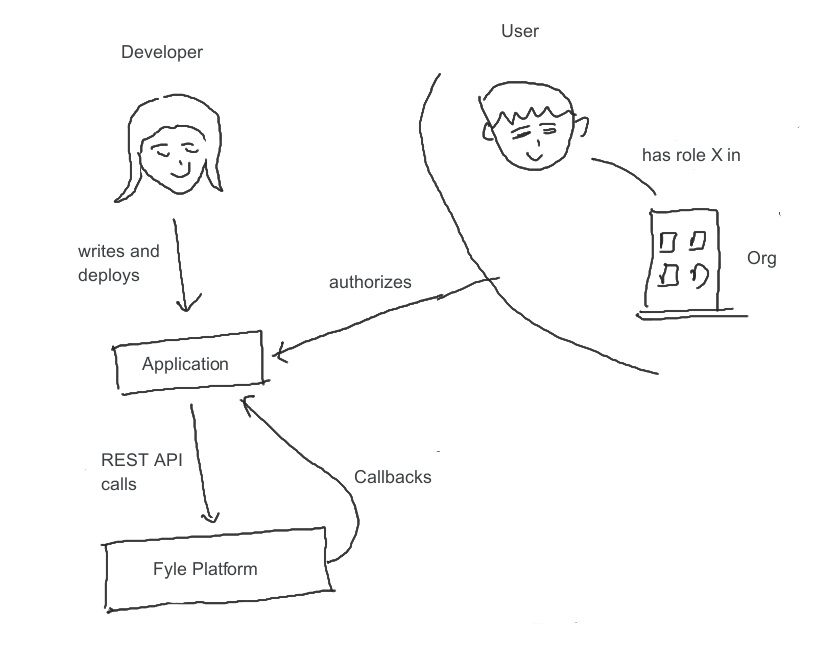 User
Developer
has role X in
writes and
deploys
Org
authorizes
Application
REST API
calls
Callbacks
Fyle Platform